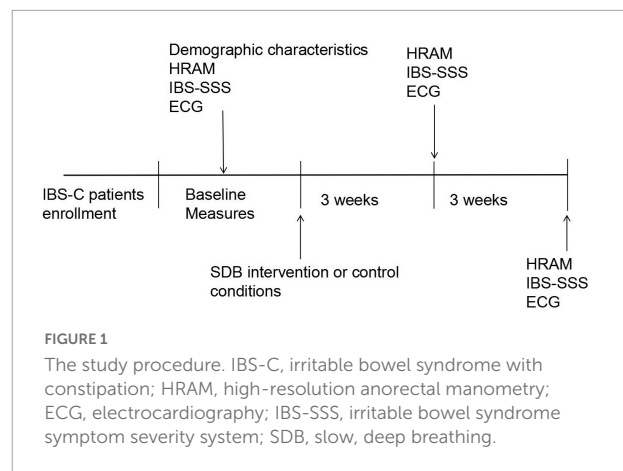 Demographic characteristics
HRAM
IBS-SSS
ECG
HRAM
IBS-SSS
ECG
IBS-C patients
enrollment
Baseline
Measures
3 weeks
3 weeks
SDB intervention or control
conditions
HRAM
IBS-SSS
ECG
FIGURE 1
The study procedure. IBS-C, irritable bowel syndrome with
constipation; HRAM, high-resolution anorectal manometry;
ECG, electrocardiography; IBS-SSS, irritable bowel syndrome
symptom severity system; SDB, slow, deep breathing.